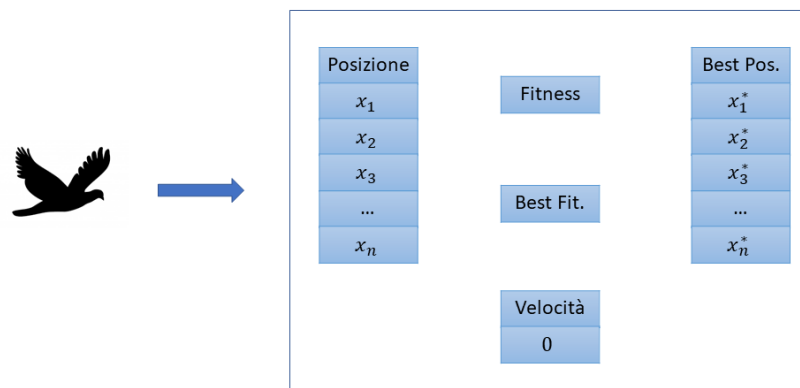 Posizione
x₁
x₂
x₃
...
xₙ
Fitness
Best Fit.
Velocità
0
Best Pos.
x₁*
x₂*
x₃*
...
xₙ*